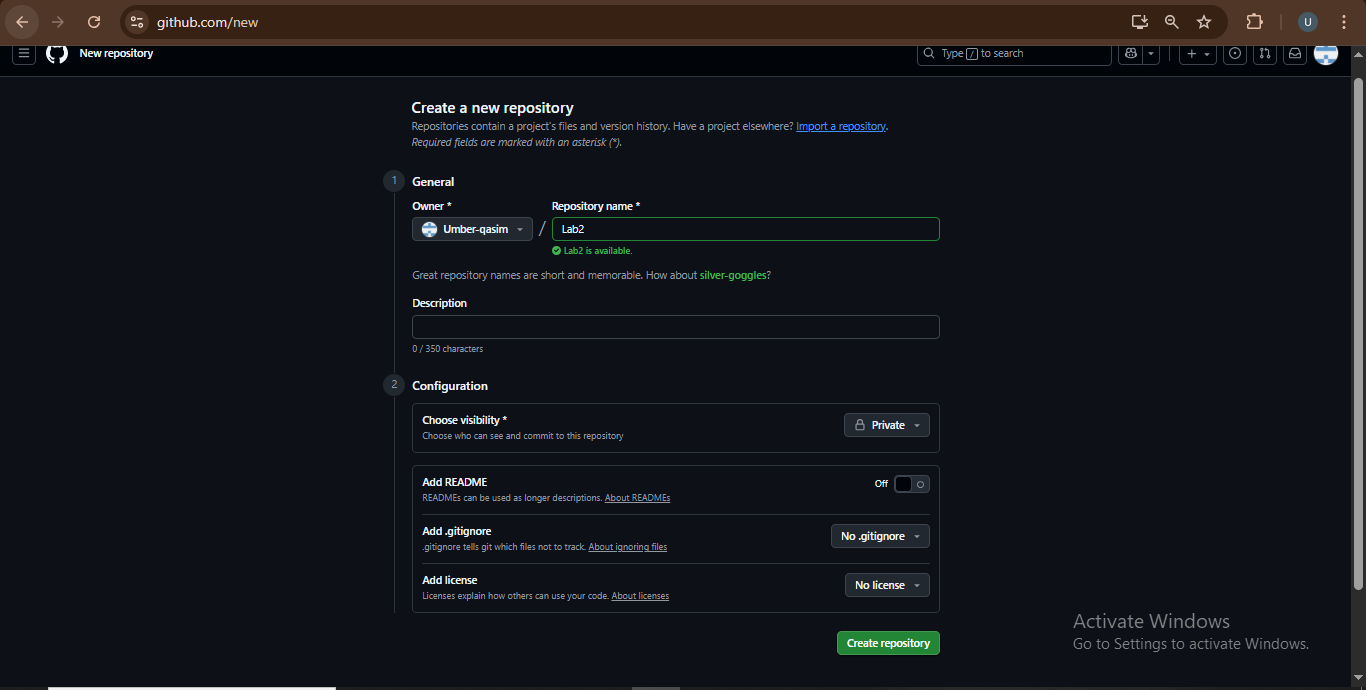 github.com/new
U
New repository
Type / to search
Create a new repository
Repositories contain a project's files and version history. Have a project elsewhere? Import a repository.
Required fields are marked with an asterisk (*).
1 General
Owner *
Repository name *
Umber-qasim / Lab2
Lab2 is available.
Great repository names are short and memorable. How about silver-goggles?
Description
0 / 350 characters
2 Configuration
Choose visibility *
Choose who can see and commit to this repository
Private
Add README
READMEs can be used as longer descriptions. About READMEs
Off
Add .gitignore
.gitignore tells git which files not to track. About ignoring files
No .gitignore
Add license
Licenses explain how others can use your code. About licenses
No license
Create repository
Activate Windows
Go to Settings to activate Windows.